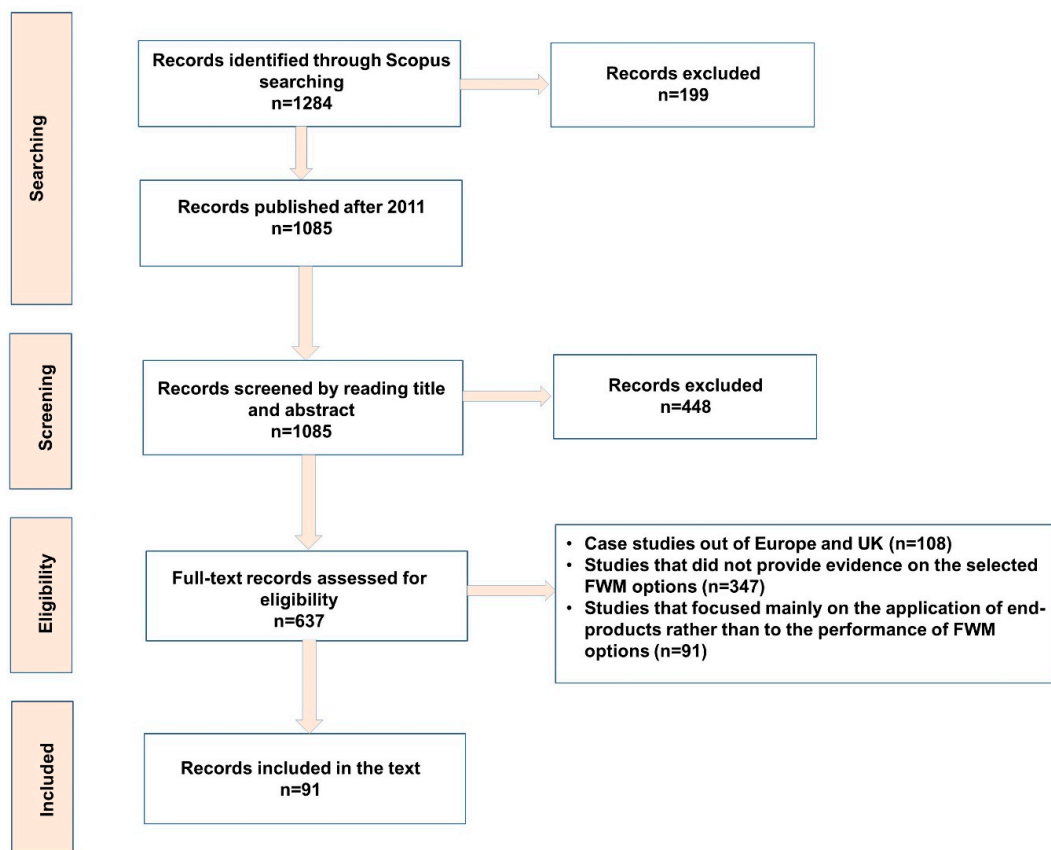 Searching
Records identified through Scopus
searching
n=1284
Records excluded
n=199
Records published after 2011
n=1085
Screening
Records screened by reading title
and abstract
n=1085
Records excluded
n=448
Eligibility
Full-text records assessed for
eligibility
n=637
• Case studies out of Europe and UK (n=108)
• Studies that did not provide evidence on the selected
FWM options (n=347)
• Studies that focused mainly on the application of end-
products rather than to the performance of FWM
options (n=91)
Included
Records included in the text
n=91